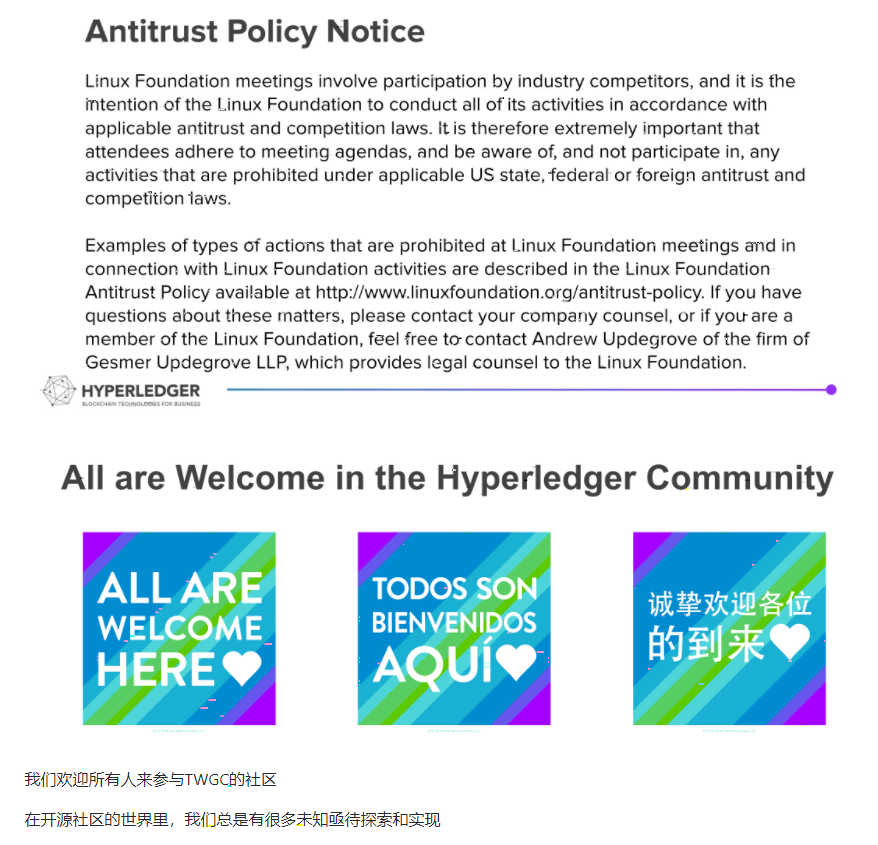 Antitrust Policy Notice
Linux Foundation meetings involve participation by industry competitors, and it is the
intention of the Linux Foundation to conduct all of its activities in accordance with
applicable antitrust and competition laws. It is therefore extremely important that
attendees adhere to meeting agendas, and be aware of, and not participate in, any
activities that are prohibited under applicable US state, federal or foreign antitrust and
competition laws.
Examples of types of actions that are prohibited at Linux Foundation meetings and in
connection with Linux Foundation activities are described in the Linux Foundation
Antitrust Policy available at http://www.linuxfoundation.org/antitrust-policy. If you have
questions about these matters, please contact your company counsel, or if you are a
member of the Linux Foundation, feel free to contact Andrew Updegrove of the firm of
Gesmer Updegrove LLP, which provides legal counsel to the Linux Foundation.
HYPERLEDGER
BLOCKCHAIN TECHNOLOGIES FOR BUSINESS
All are Welcome in the Hyperledger Community
ALL ARE
WELCOME
HERE
TODOS SON
BIENVENIDOS
AQUÍ
诚挚欢迎各位
的到来
我们欢迎所有人来参与TWGC的社区
在开源社区的世界里，我们总是有很多未知亟待探索和实现